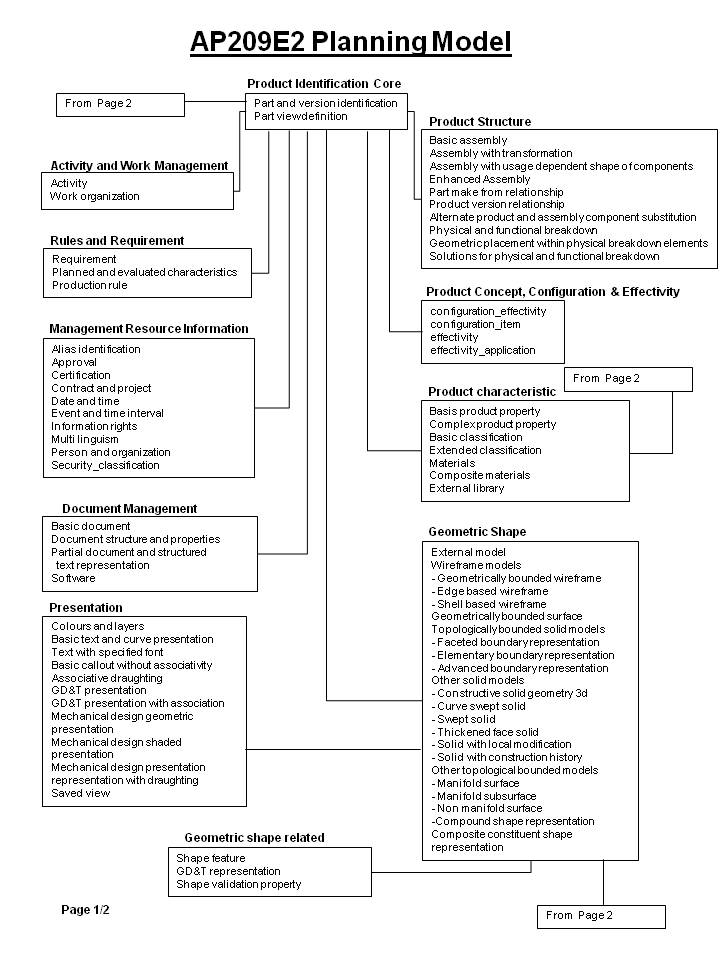 AP209E2 Planning Model
Product Identification Core
From Page 2
Part and version identification
Part view definition
Product Structure
Basic assembly
Assembly with transformation
Assembly with usage dependent shape of components
Enhanced Assembly
Part make from relationship
Product version relationship
Alternate product and assembly component substitution
Physical and functional breakdown
Geometric placement within physical breakdown elements
Solutions for physical and functional breakdown
Activity and Work Management
Activity
Work organization
Rules and Requirement
Requirement
Planned and evaluated characteristics
Production rule
Product Concept, Configuration & Effectivity
configuration_effectivity
configuration_item
effectivity
effectivity_application
Management Resource Information
Alias identification
Approval
Certification
Contract and project
Date and time
Event and time interval
Information rights
Multi linguism
Person and organization
Security_classification
From Page 2
Product characteristic
Basis product property
Complex product property
Basic classification
Extended classification
Materials
Composite materials
External library
Document Management
Basic document
Document structure and properties
Partial document and structured
text representation
Software
Geometric Shape
External model
Wireframe models
- Geometrically bounded wireframe
- Edge based wireframe
- Shell based wireframe
Geometrically bounded surface
Topologically bounded solid models
- Faceted boundary representation
- Elementary boundary representation
- Advanced boundary representation
Other solid models
- Constructive solid geometry 3d
- Curve swept solid
- Swept solid
- Thickened face solid
- Solid with local modification
- Solid with construction history
Other topological bounded models
- Manifold surface
- Manifold subsurface
- Non manifold surface
-Compound shape representation
Composite constituent shape
representation
Presentation
Colours and layers
Basic text and curve presentation
Text with specified font
Basic callout without associativity
Associative draughting
GD&T presentation
GD&T presentation with association
Mechanical design geometric
presentation
Mechanical design shaded
presentation
Mechanical design presentation
representation with draughting
Saved view
Geometric shape related
Shape feature
GD&T representation
Shape validation property
Page 1/2
From Page 2